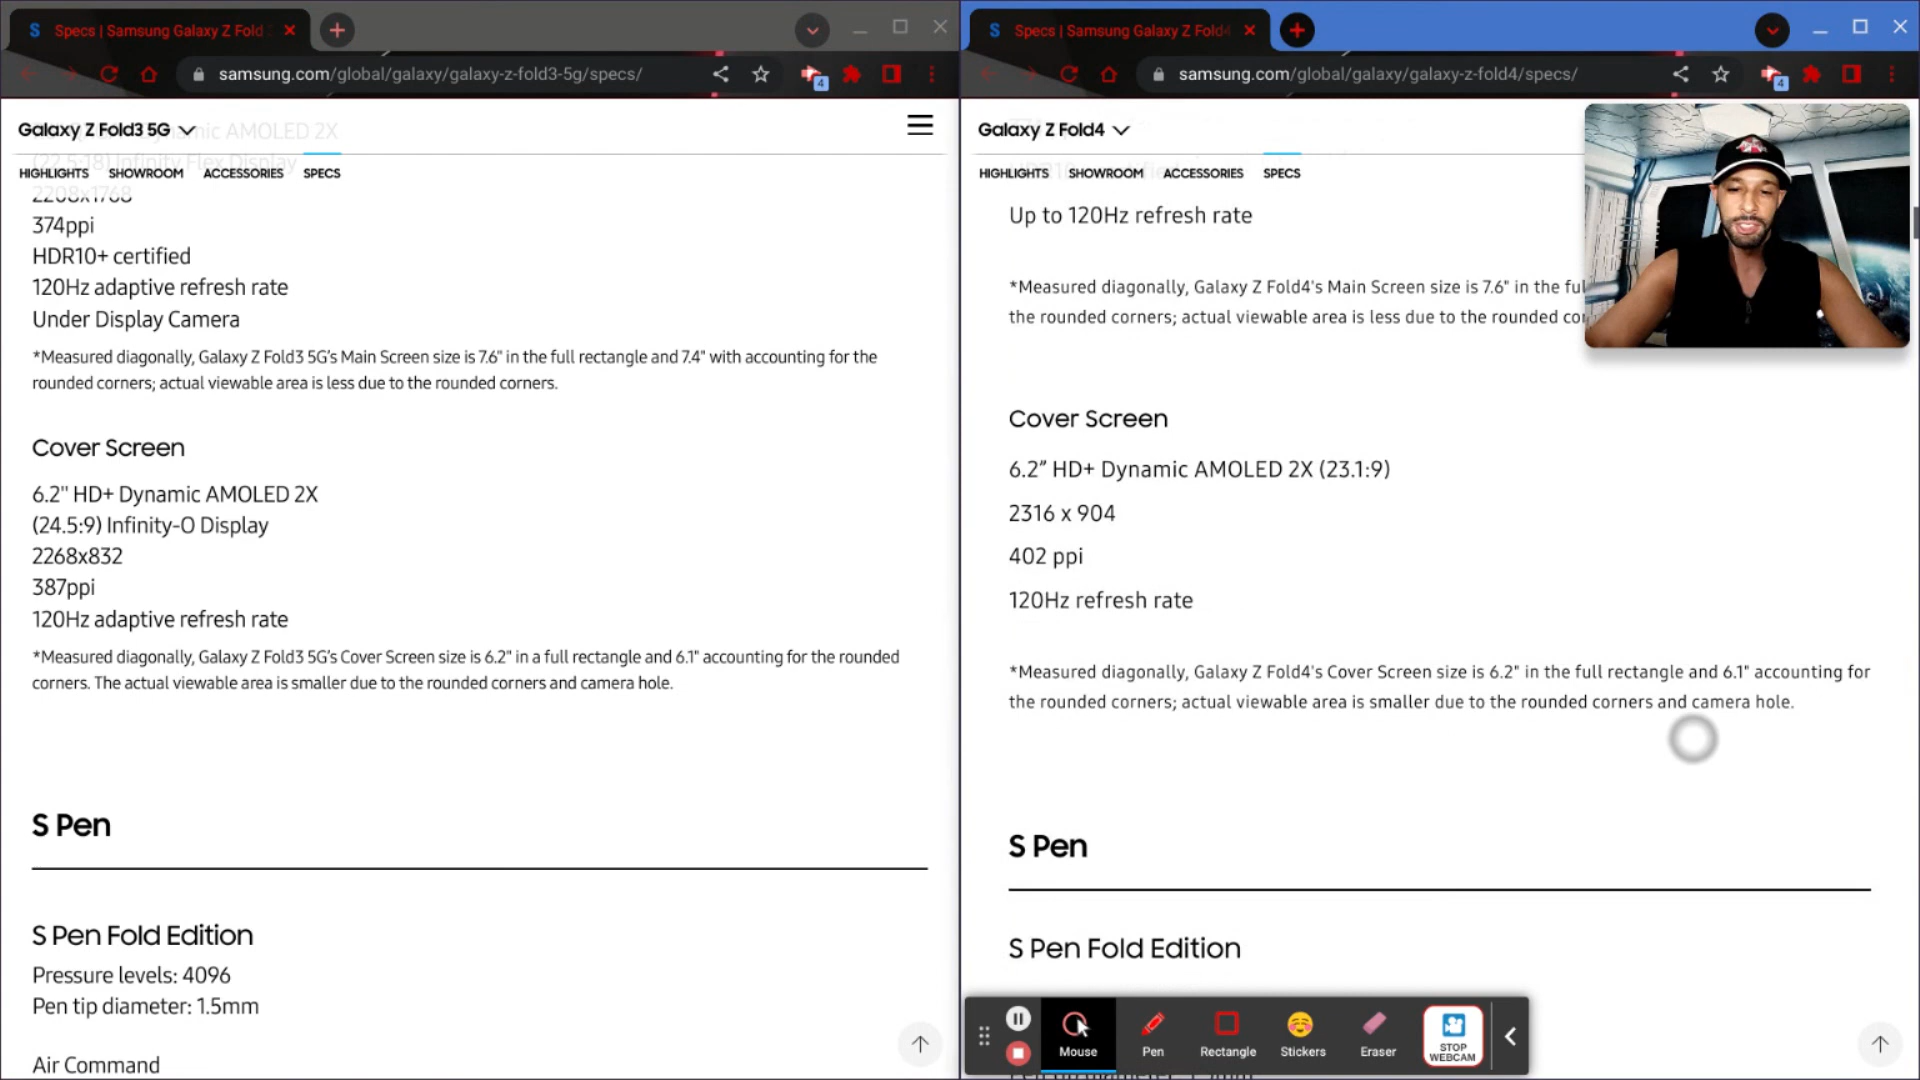 Specs | Samsung Galaxy Z Fold
samsung.com/global/galaxy/galaxy-z-fold3-5g/specs/
4
Galaxy Z Fold3 5G
HIGHLIGHTS SHOWROOM ACCESSORIES SPECS
(22.5:18) Infinity Flex Display
2208x1768
374ppi
HDR10+ certified
120Hz adaptive refresh rate
Under Display Camera
*Measured diagonally, Galaxy Z Fold3 5G's Main Screen size is 7.6" in the full rectangle and 7.4" with accounting for the
rounded corners; actual viewable area is less due to the rounded corners.
Cover Screen
6.2" HD+ Dynamic AMOLED 2X
(24.5:9) Infinity-O Display
2268x832
387ppi
120Hz adaptive refresh rate
*Measured diagonally, Galaxy Z Fold3 5G's Cover Screen size is 6.2" in a full rectangle and 6.1" accounting for the rounded
corners. The actual viewable area is smaller due to the rounded corners and camera hole.
S Pen
S Pen Fold Edition
Pressure levels: 4096
Pen tip diameter: 1.5mm
Air Command
Specs | Samsung Galaxy Z Fold4
samsung.com/global/galaxy/galaxy-z-fold4/specs/
4
Galaxy Z Fold4
HIGHLIGHTS SHOWROOM ACCESSORIES SPECS
Up to 120Hz refresh rate
*Measured diagonally, Galaxy Z Fold4's Main Screen size is 7.6" in the
the rounded corners; actual viewable area is less due to the rounded
Cover Screen
6.2″ HD+ Dynamic AMOLED 2X (23.1:9)
2316 x 904
402 ppi
120Hz refresh rate
*Measured diagonally, Galaxy Z Fold4's Cover Screen size is 6.2" in the full rectangle and 6.1" accounting for
the rounded corners; actual viewable area is smaller due to the rounded corners and camera hole.
S Pen
S Pen Fold Edition
Mouse Pen Rectangle Stickers Eraser STOP WEBCAM